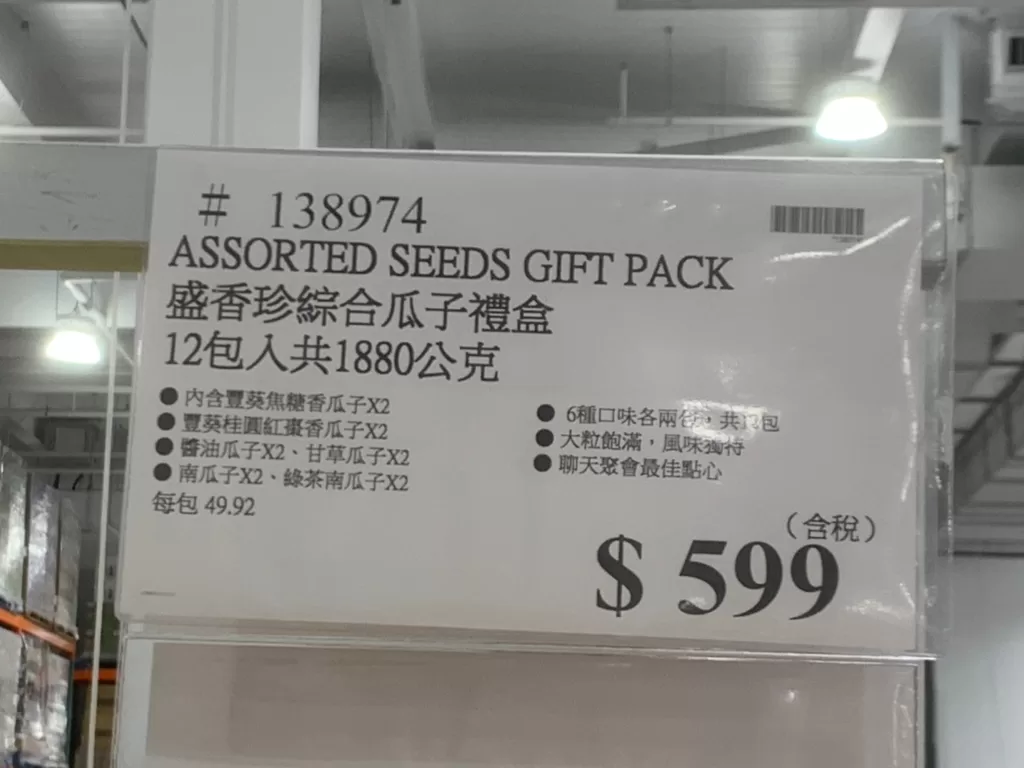 # 138974
ASSORTED SEEDS GIFT PACK
盛香珍綜合瓜子禮盒
12包入共1880公克
● 內含豐葵焦糖香瓜子X2
● 豐葵桂圓紅棗香瓜子X2
● 醬油瓜子X2、甘草瓜子X2
● 南瓜子X2、綠茶南瓜子X2
每包 49.92
● 6種口味各兩包，共 包
● 大粒飽滿，風味獨特
● 聊天聚會最佳點心
（含稅）
$ 599